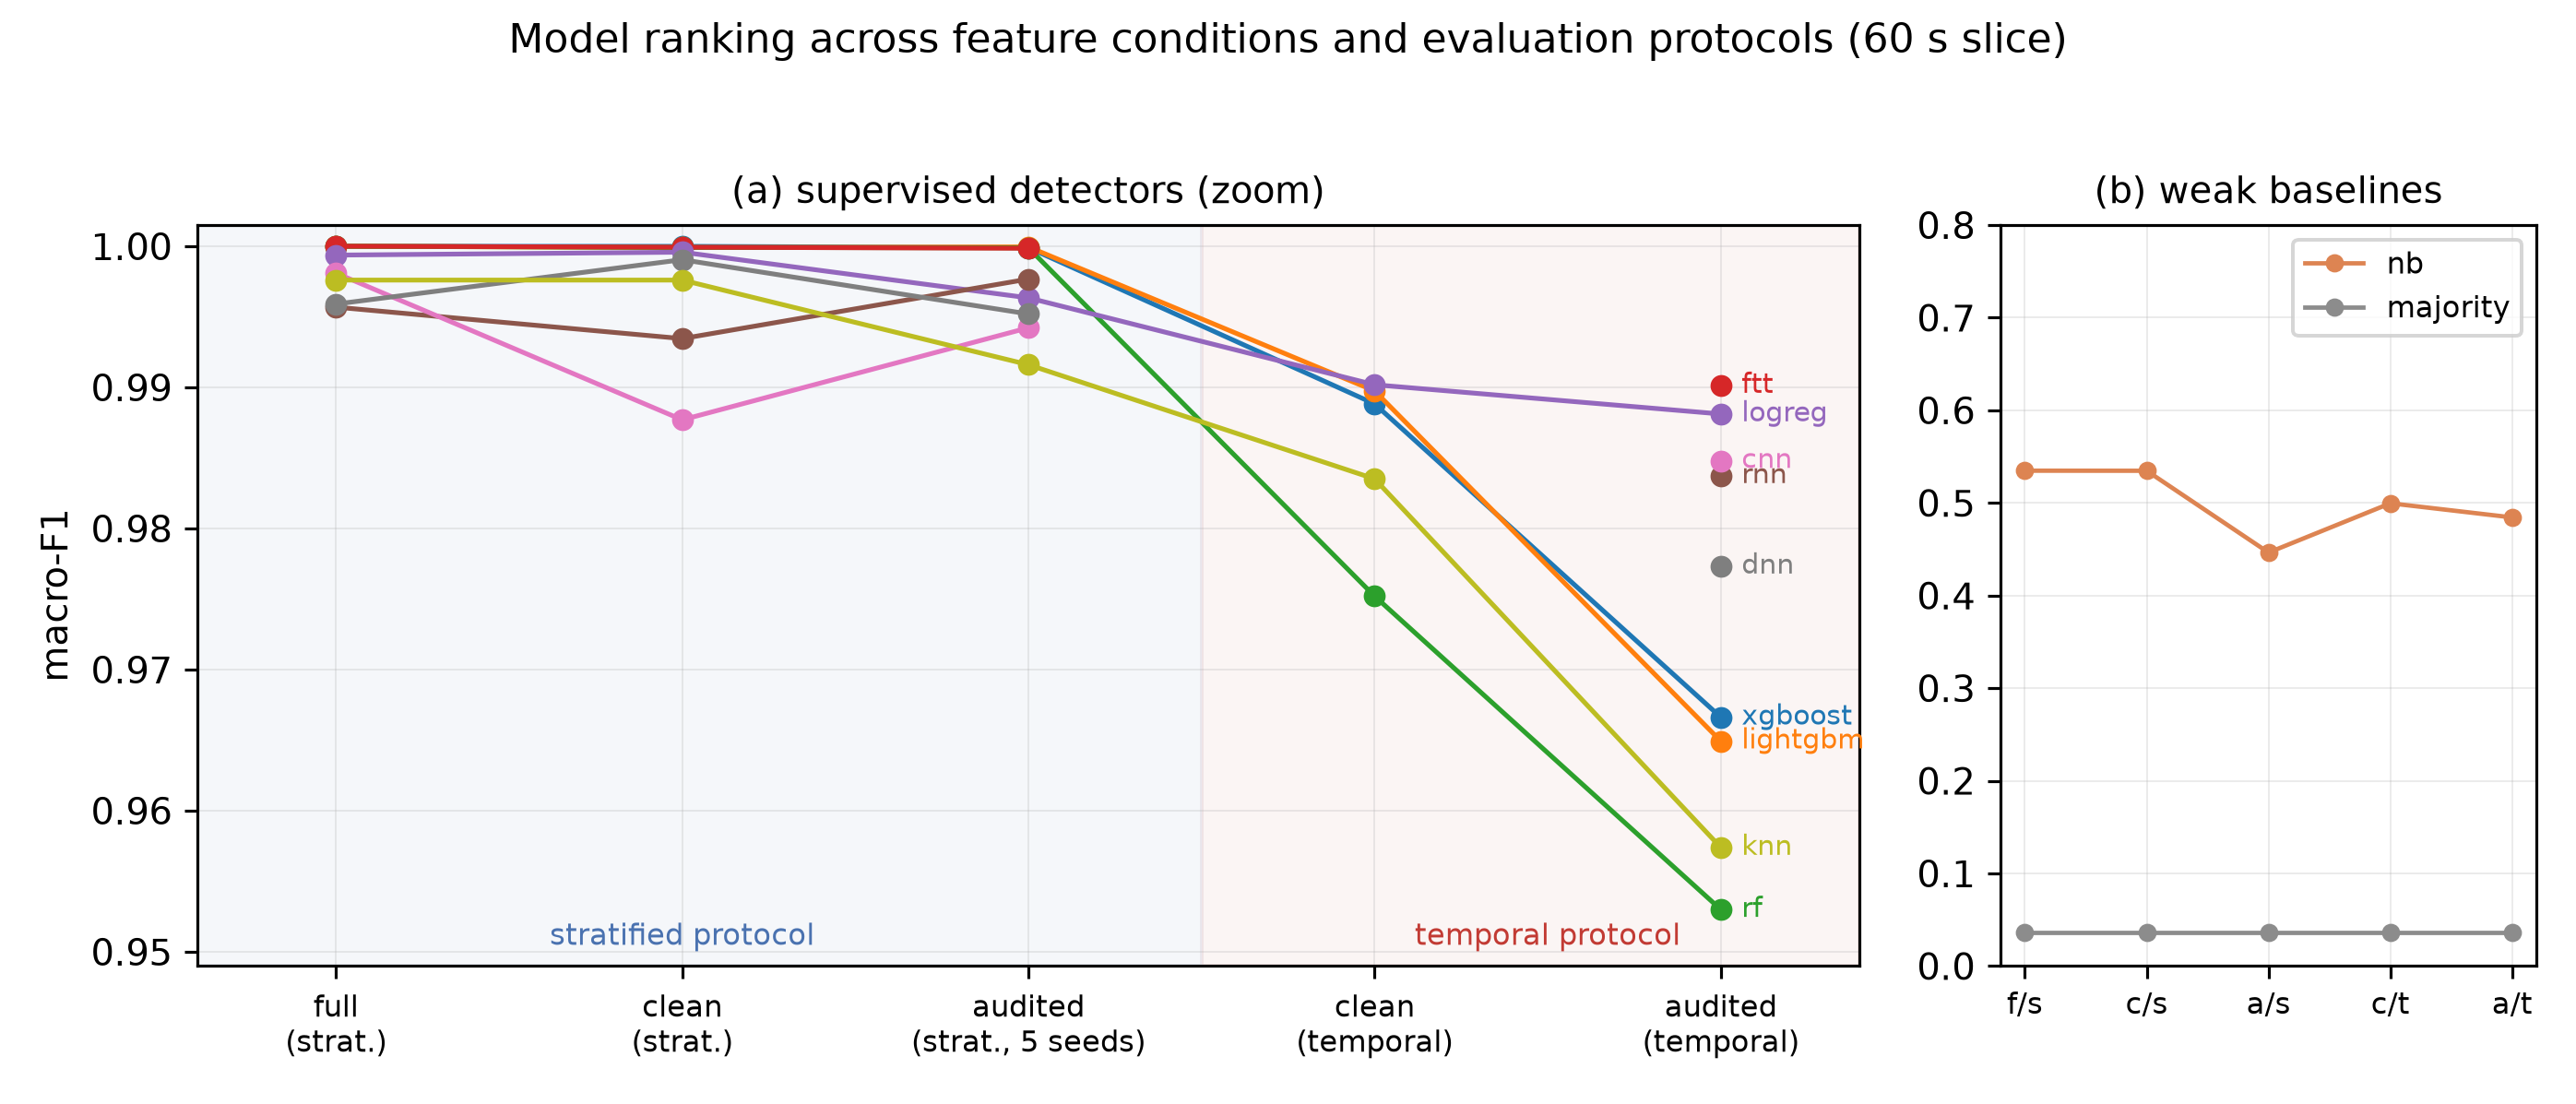 Model ranking across feature conditions and evaluation protocols (60 s slice)
(a) supervised detectors (zoom)
macro-F1
1.00
0.99
0.98
0.97
0.96
0.95
ftt
logreg
cnn
rnn
dnn
xgboost
lightgbm
knn
rf
stratified protocol
temporal protocol
full
(strat.)
clean
(strat.)
audited
(strat., 5 seeds)
clean
(temporal)
audited
(temporal)
(b) weak baselines
0.8
0.7
0.6
0.5
0.4
0.3
0.2
0.1
0.0
nb
majority
f/s
c/s
a/s
c/t
a/t